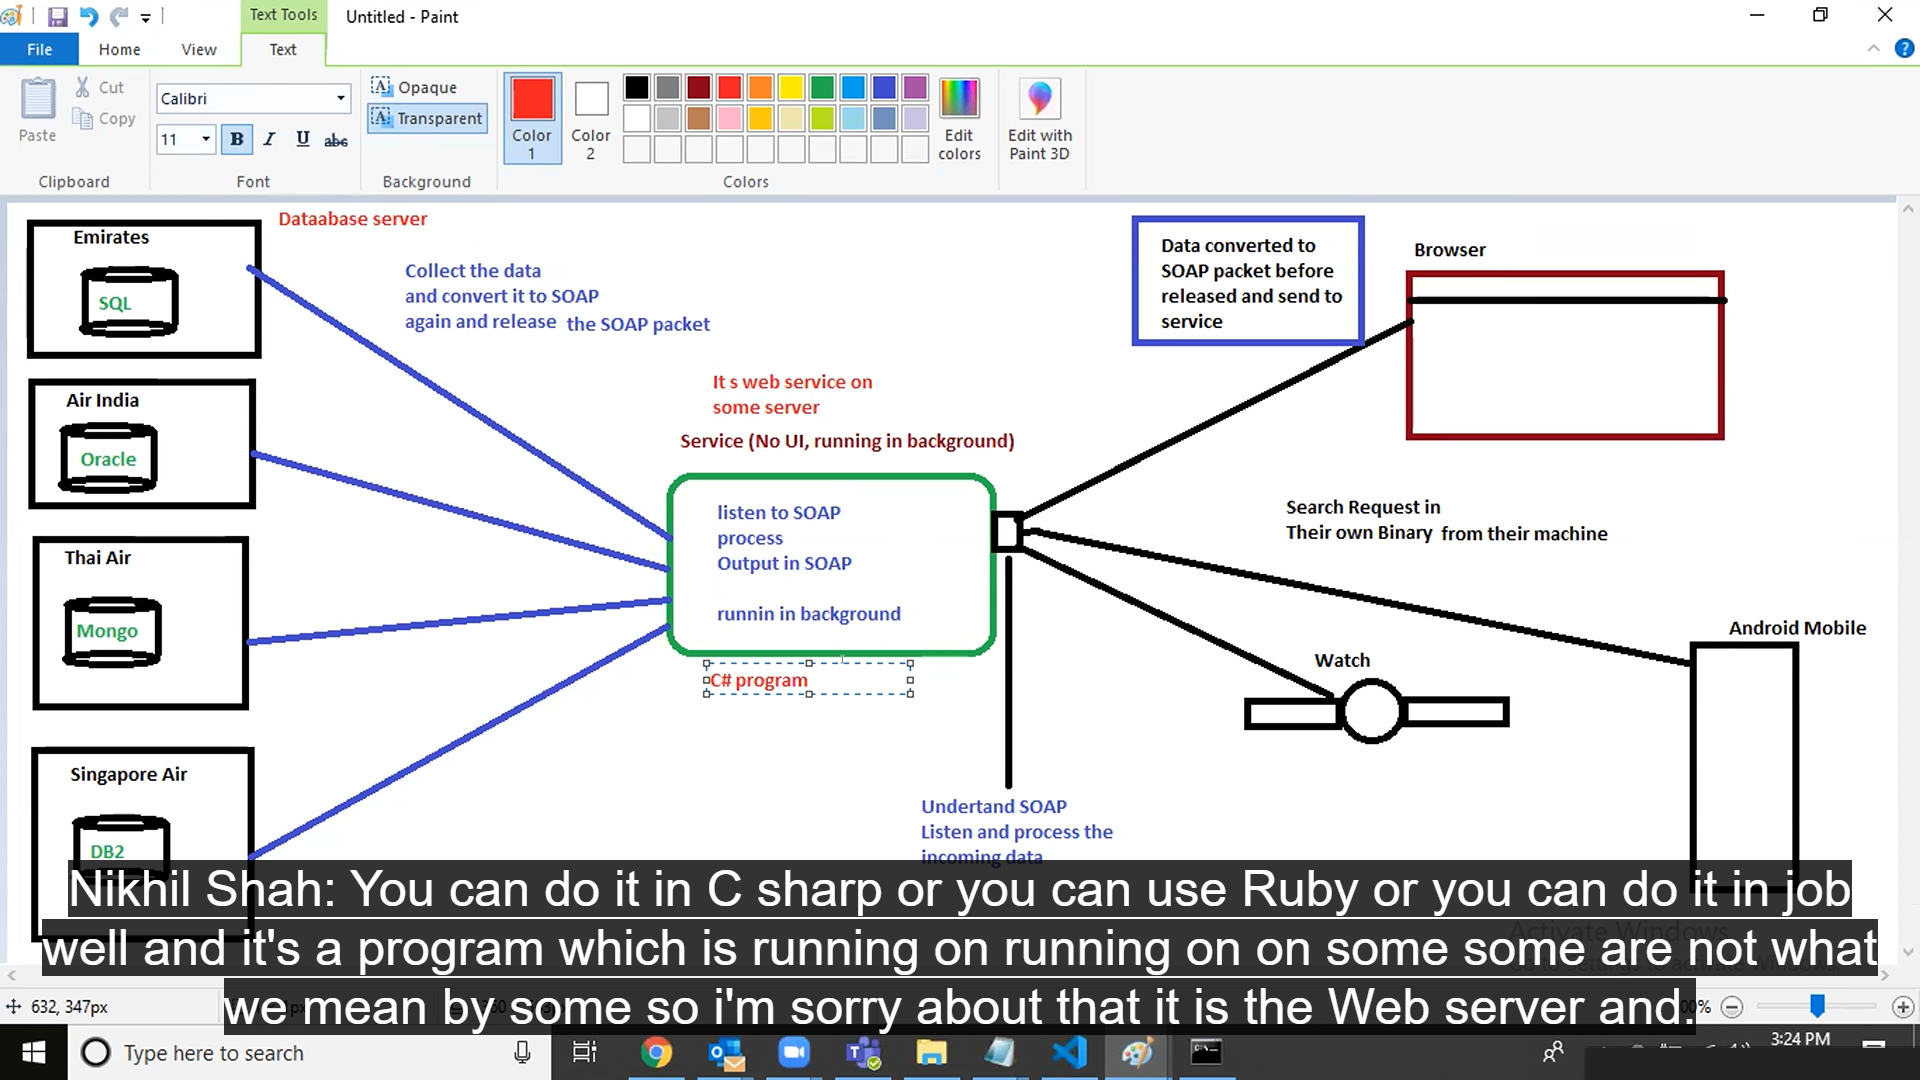 Text Tools
Untitled - Paint
File
Home
View
Text
Paste
Cut
Copy
Clipboard
Calibri
11
B
I
U
abc
Font
Opaque
Transparent
Background
Color 1
Color 2
Edit colors
Edit with Paint 3D
Colors
Dataabase server
Emirates
SQL
Collect the data
and convert it to SOAP
again and release the SOAP packet
Data converted to
SOAP packet before
released and send to
service
Browser
Air India
Oracle
It s web service on
some server
Service (No UI, running in background)
listen to SOAP
process
Output in SOAP
runnin in background
C# program
Search Request in
Their own Binary from their machine
Thai Air
Mongo
Watch
Android Mobile
Singapore Air
DB2
Undertand SOAP
Listen and process the
incoming data
Activate Windows
Nikhil Shah: You can do it in C sharp or you can use Ruby or you can do it in job
well and it's a program which is running on running on on some some are not what
we mean by some so i'm sorry about that it is the Web server and.
632, 347px
Type here to search
3:24 PM